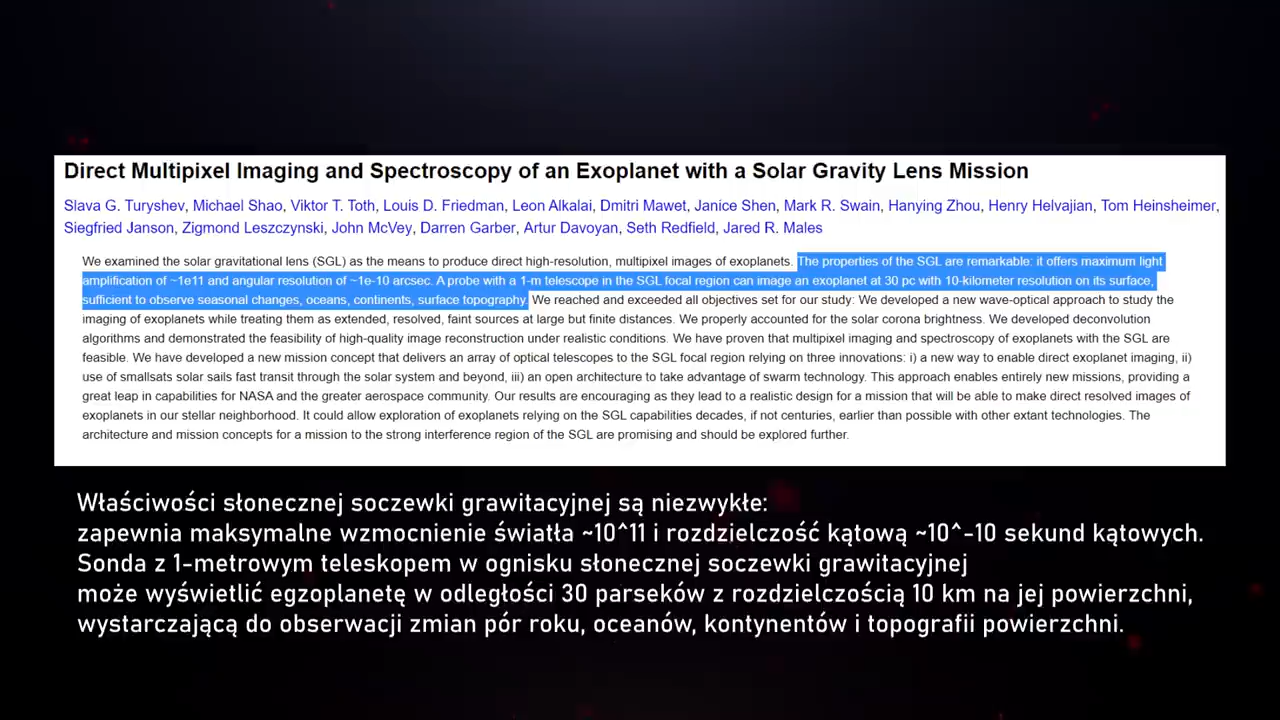 Direct Multipixel Imaging and Spectroscopy of an Exoplanet with a Solar Gravity Lens Mission
Slava G. Turyshev, Michael Shao, Viktor T. Toth, Louis D. Friedman, Leon Alkalai, Dmitri Mawet, Janice Shen, Mark R. Swain, Hanying Zhou, Henry Helvajian, Tom Heinsheimer,
Siegfried Janson, Zigmond Leszczynski, John McVey, Darren Garber, Artur Davoyan, Seth Redfield, Jared R. Males
We examined the solar gravitational lens (SGL) as the means to produce direct high-resolution, multipixel images of exoplanets. The properties of the SGL are remarkable: it offers maximum light
amplification of ~1e11 and angular resolution of ~1e-10 arcsec. A probe with a 1-m telescope in the SGL focal region can image an exoplanet at 30 pc with 10-kilometer resolution on its surface,
sufficient to observe seasonal changes, oceans, continents, surface topography. We reached and exceeded all objectives set for our study: We developed a new wave-optical approach to study the
imaging of exoplanets while treating them as extended, resolved, faint sources at large but finite distances. We properly accounted for the solar corona brightness. We developed deconvolution
algorithms and demonstrated the feasibility of high-quality image reconstruction under realistic conditions. We have proven that multipixel imaging and spectroscopy of exoplanets with the SGL are
feasible. We have developed a new mission concept that delivers an array of optical telescopes to the SGL focal region relying on three innovations: i) a new way to enable direct exoplanet imaging, ii)
use of smallsats solar sails fast transit through the solar system and beyond, iii) an open architecture to take advantage of swarm technology. This approach enables entirely new missions, providing a
great leap in capabilities for NASA and the greater aerospace community. Our results are encouraging as they lead to a realistic design for a mission that will be able to make direct resolved images of
exoplanets in our stellar neighborhood. It could allow exploration of exoplanets relying on the SGL capabilities decades, if not centuries, earlier than possible with other extant technologies. The
architecture and mission concepts for a mission to the strong interference region of the SGL are promising and should be explored further.
Właściwości słonecznej soczewki grawitacyjnej są niezwykłe:
zapewnia maksymalne wzmocnienie światła ~10^11 i rozdzielczość kątową ~10^-10 sekund kątowych.
Sonda z 1-metrowym teleskopem w ognisku słonecznej soczewki grawitacyjnej
może wyświetlić egzoplanetę w odległości 30 parseków z rozdzielczością 10 km na jej powierzchni,
wystarczającą do obserwacji zmian pór roku, oceanów, kontynentów i topografii powierzchni.